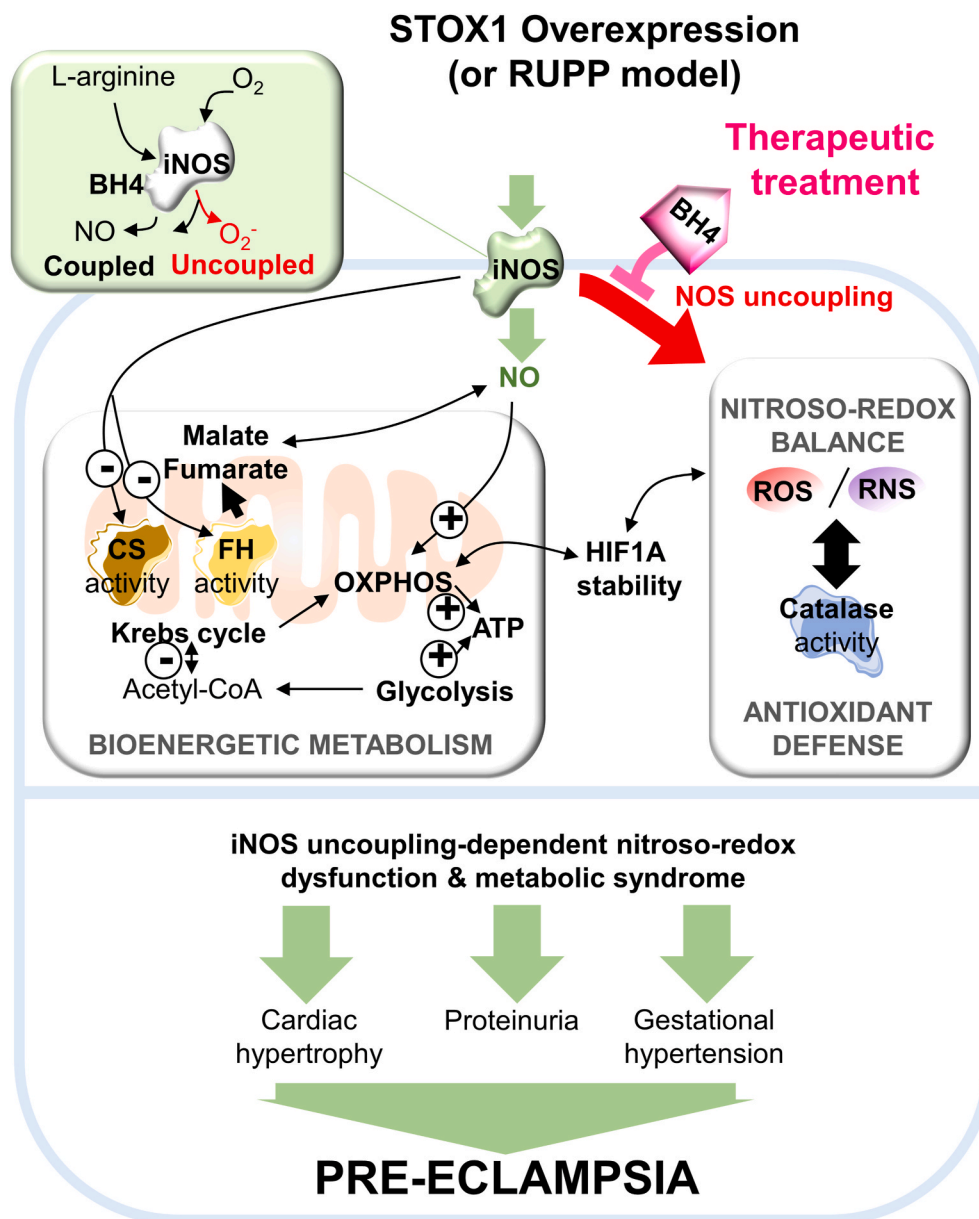 STOX1 Overexpression
(or RUPP model)
L-arginine
O2
iNOS
BH4
NO
O2-
Coupled
Uncoupled
Therapeutic
treatment
BH4
iNOS
NOS uncoupling
NO
Malate
Fumarate
-
-
CS
activity
FH
activity
+
OXPHOS
+
ATP
+
Krebs cycle
-
Acetyl-CoA
Glycolysis
BIOENERGETIC METABOLISM
HIF1A
stability
NITROSO-REDOX
BALANCE
ROS
/
RNS
Catalase
activity
ANTIOXIDANT
DEFENSE
iNOS uncoupling-dependent nitroso-redox
dysfunction & metabolic syndrome
Cardiac
hypertrophy
Proteinuria
Gestational
hypertension
PRE-ECLAMPSIA